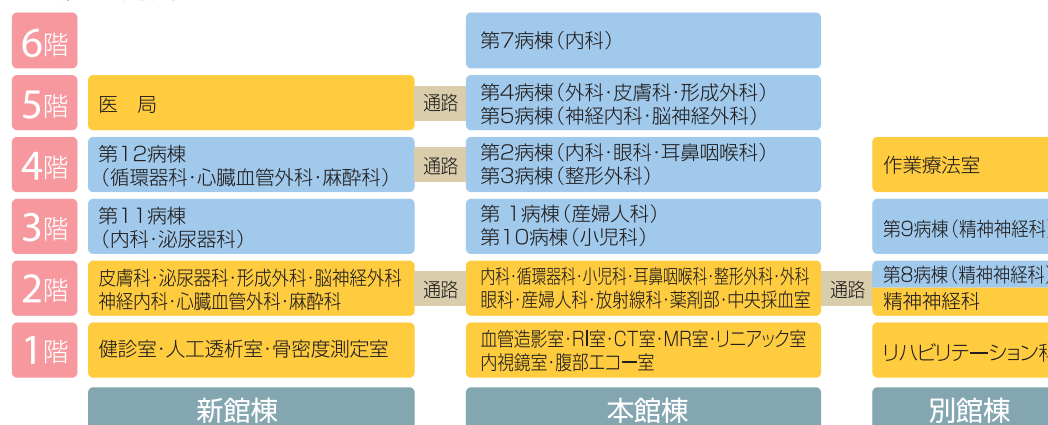 6階
第7病棟(内科)
5階
医 局
通路
第4病棟(外科・皮膚科・形成外科)
第5病棟(神経内科・脳神経外科)
4階
第12病棟
(循環器科・心臓血管外科・麻酔科)
通路
第2病棟(内科・眼科・耳鼻咽喉科)
第3病棟(整形外科)
作業療法室
3階
第11病棟
(内科・泌尿器科)
第 1病棟(産婦人科)
第10病棟(小児科)
第9病棟(精神神経科)
2階
皮膚科・泌尿器科・形成外科・脳神経外科
神経内科・心臓血管外科・麻酔科
通路
内科・循環器科・小児科・耳鼻咽喉科・整形外科・外科
眼科・産婦人科・放射線科・薬剤部・中央採血室
通路
第8病棟(精神神経科)
精神神経科
1階
健診室・人工透析室・骨密度測定室
血管造影室・RI室・CT室・MR室・リニアック室
内視鏡室・腹部エコー室
リハビリテーション科
新館棟
本館棟
別館棟